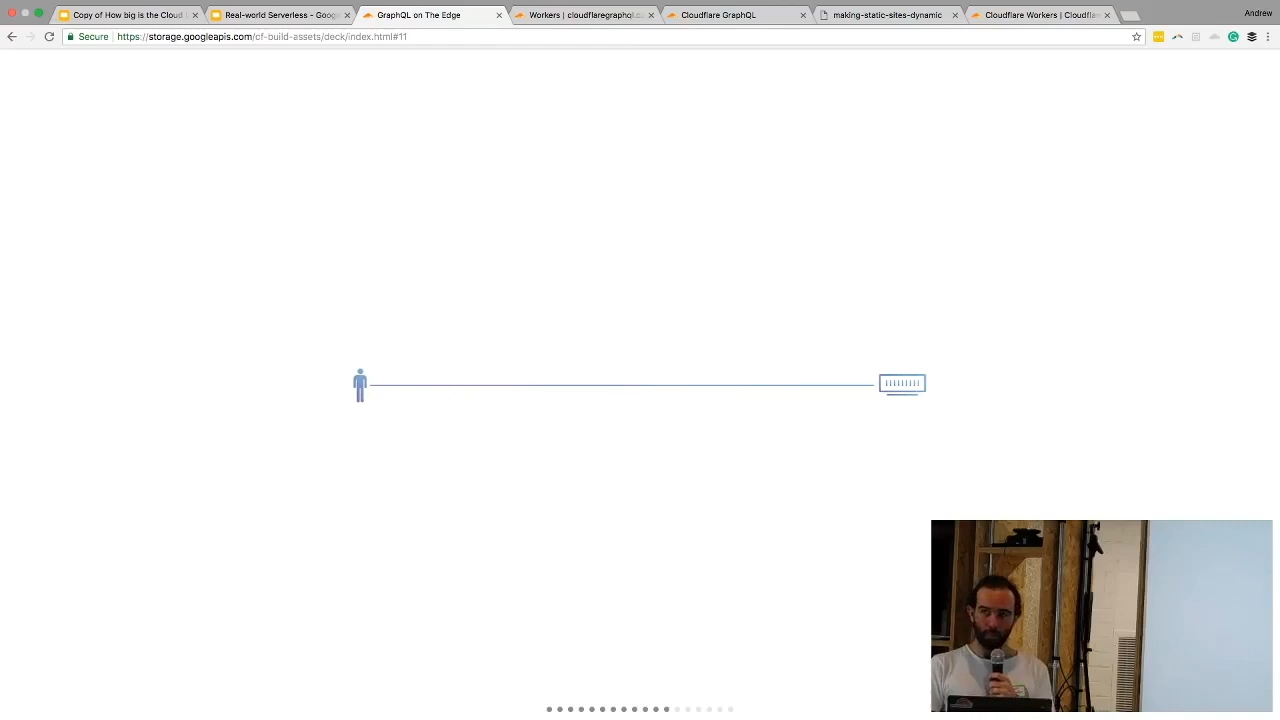 Copy of How big is the Cloud
Real-world Serverless - Goog
GraphQL on The Edge
Workers | cloudflaregraphql.c
Cloudflare GraphQL
making-static-sites-dynamic
Cloudflare Workers | Cloudfla
Andrew
Secure
https://storage.googleapis.com/cf-build-assets/deck/index.html#11